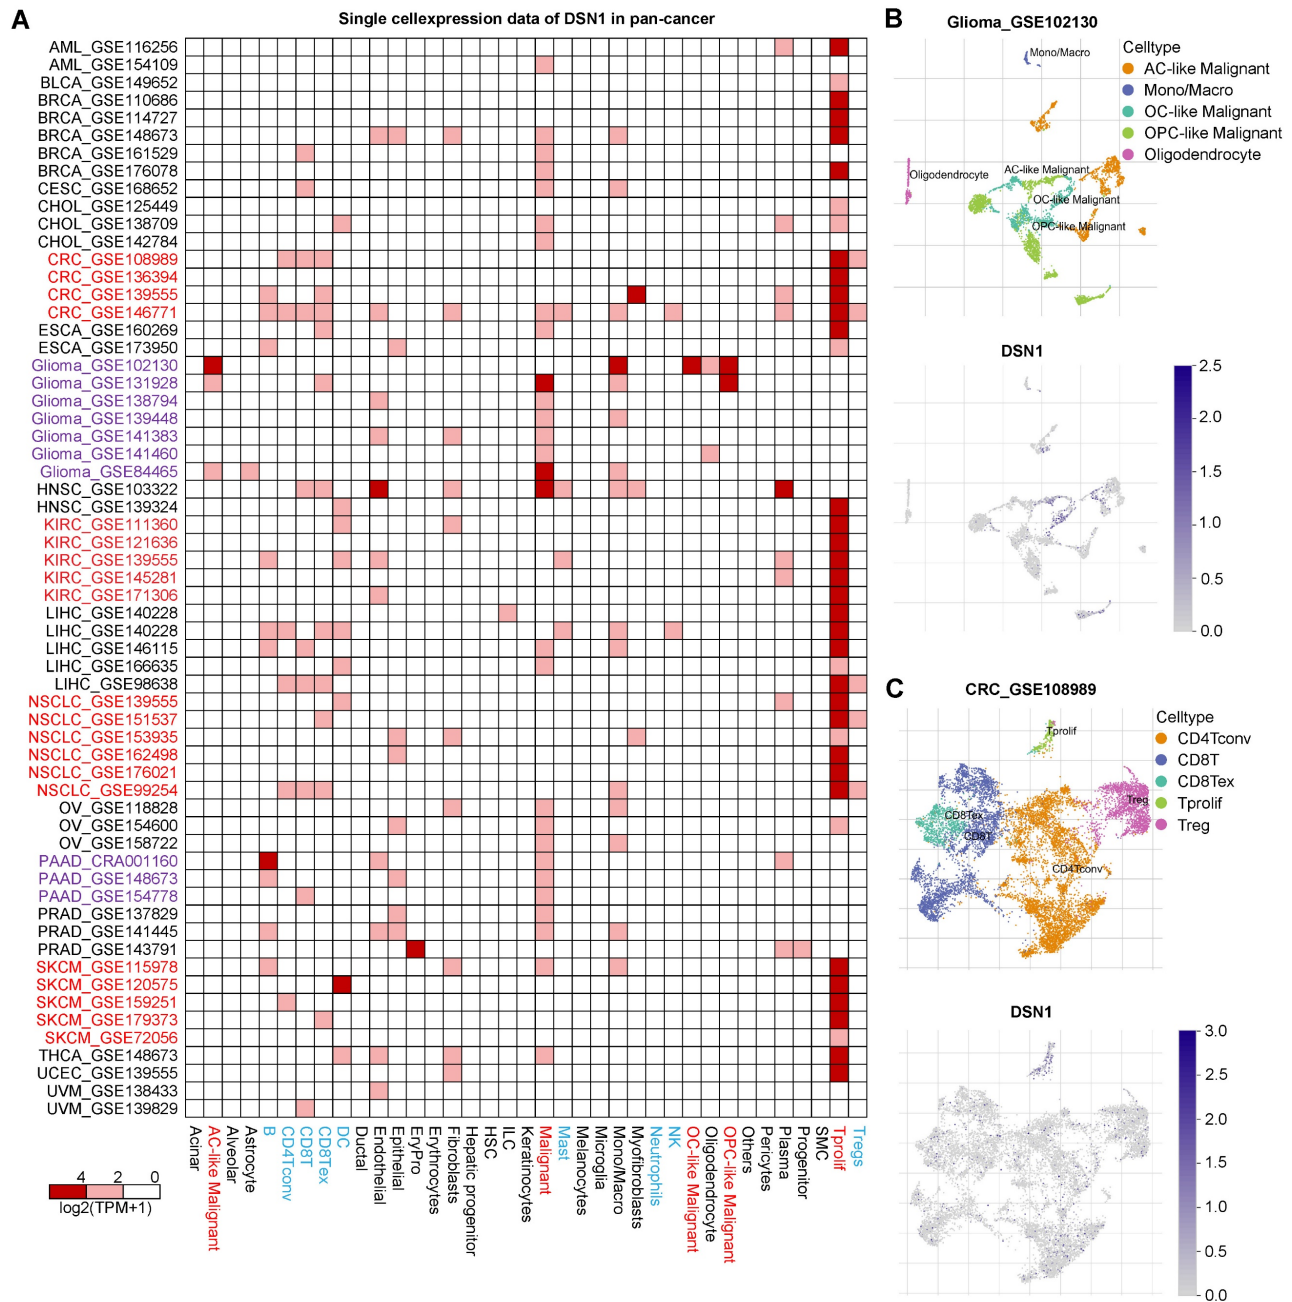 A
Single cellexpression data of DSN1 in pan-cancer
AML_GSE116256
AML_GSE154109
BLCA_GSE149652
BRCA_GSE110686
BRCA_GSE114727
BRCA_GSE148673
BRCA_GSE161529
BRCA_GSE176078
CESC_GSE168652
CHOL_GSE125449
CHOL_GSE138709
CHOL_GSE142784
CRC_GSE108989
CRC_GSE136394
CRC_GSE139555
CRC_GSE146771
ESCA_GSE160269
ESCA_GSE173950
Glioma_GSE102130
Glioma_GSE131928
Glioma_GSE138794
Glioma_GSE139448
Glioma_GSE141383
Glioma_GSE141460
Glioma_GSE84465
HNSC_GSE103322
HNSC_GSE139324
KIRC_GSE111360
KIRC_GSE121636
KIRC_GSE139555
KIRC_GSE145281
KIRC_GSE171306
LIHC_GSE140228
LIHC_GSE140228
LIHC_GSE146115
LIHC_GSE166635
LIHC_GSE98638
NSCLC_GSE139555
NSCLC_GSE151537
NSCLC_GSE153935
NSCLC_GSE162498
NSCLC_GSE176021
NSCLC_GSE99254
OV_GSE118828
OV_GSE154600
OV_GSE158722
PAAD_CRA001160
PAAD_GSE148673
PAAD_GSE154778
PRAD_GSE137829
PRAD_GSE141445
PRAD_GSE143791
SKCM_GSE115978
SKCM_GSE120575
SKCM_GSE159251
SKCM_GSE179373
SKCM_GSE72056
THCA_GSE148673
UCEC_GSE139555
UVM_GSE138433
UVM_GSE139829
Acinar
AC-like Malignant
Alveolar
Astrocyte
B
CD4Tconv
CD8T
CD8Tex
DC
Ductal
Endothelial
Epithelial
EryPro
Erythrocytes
Fibroblasts
Hepatic progenitor
HSC
ILC
Keratinocytes
Malignant
Mast
Melanocytes
Microglia
Mono/Macro
Myofibroblasts
Neutrophils
NK
OC-like Malignant
Oligodendrocyte
OPC-like Malignant
Others
Pericytes
Plasma
Progenitor
SMC
Tprolif
Tregs
4 2 0
log2(TPM+1)
B
Glioma_GSE102130
Mono/Macro
Oligodendrocyte
AC-like Malignant
OC-like Malignant
OPC-like Malignant
Celltype
AC-like Malignant
Mono/Macro
OC-like Malignant
OPC-like Malignant
Oligodendrocyte
DSN1
2.5
2.0
1.5
1.0
0.5
0.0
C
CRC_GSE108989
Tprolif
Treg
CD8Tex
CD8T
CD4Tconv
Celltype
CD4Tconv
CD8T
CD8Tex
Tprolif
Treg
DSN1
3.0
2.5
2.0
1.5
1.0
0.5
0.0